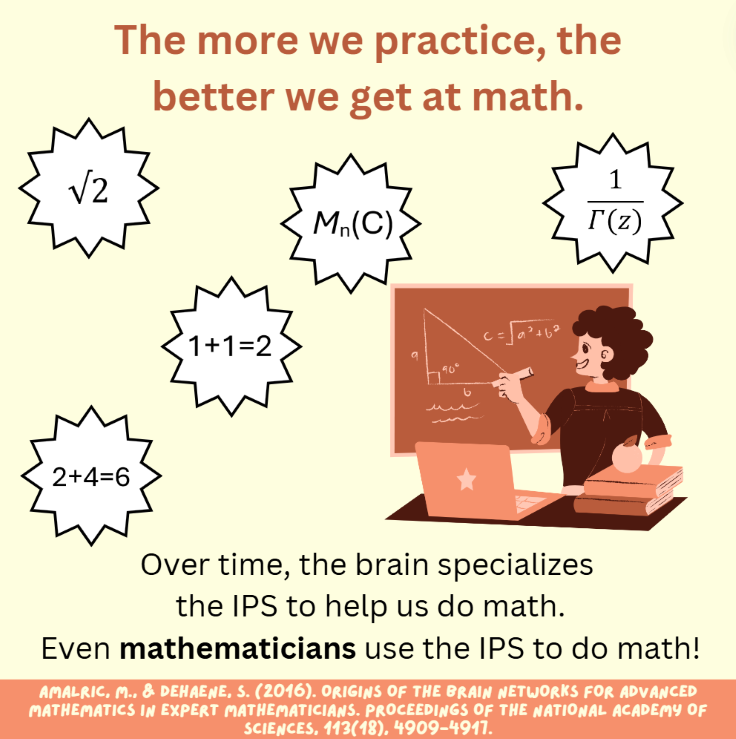 The more we practice, the
better we get at math.
√2
Mₙ(C)
1
Γ(z)
1+1=2
2+4=6
a
90°
b
c = √a²+b²
Over time, the brain specializes
the IPS to help us do math.
Even mathematicians use the IPS to do math!
AMALRIC, M., & DEHAENE, S. (2016). ORIGINS OF THE BRAIN NETWORKS FOR ADVANCED
MATHEMATICS IN EXPERT MATHEMATICIANS. PROCEEDINGS OF THE NATIONAL ACADEMY OF
SCIENCES, 113(18), 4909–4917.